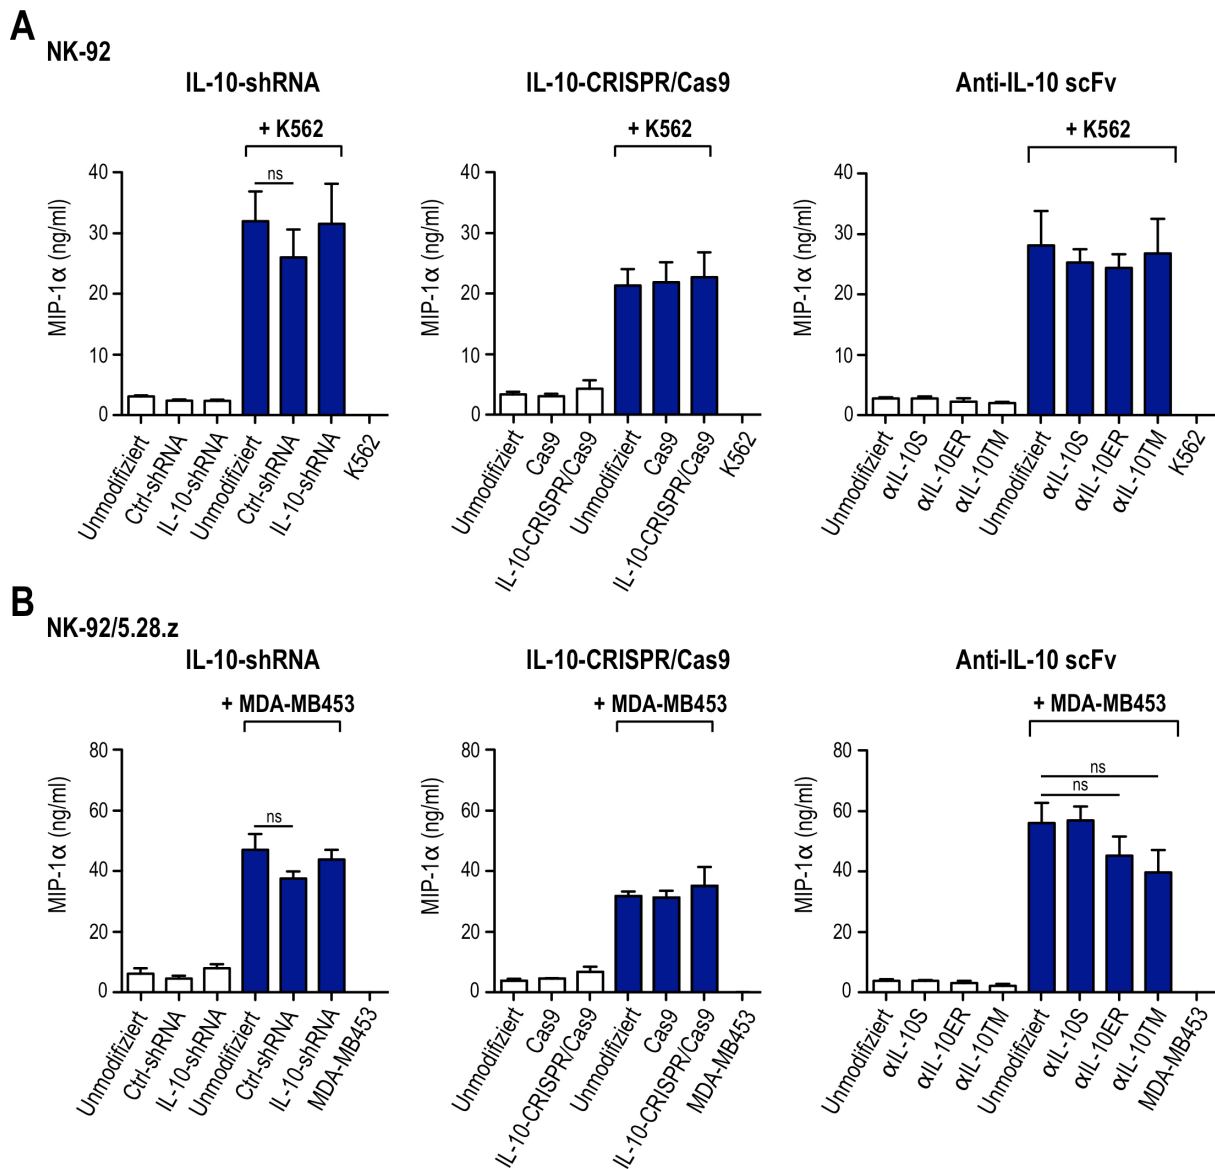 A
NK-92
IL-10-shRNA
+ K562
MIP-1α (ng/ml)
40
30
20
10
0
ns
Unmodifiziert
Ctrl-shRNA
IL-10-shRNA
Unmodifiziert
Ctrl-shRNA
IL-10-shRNA
K562
IL-10-CRISPR/Cas9
+ K562
MIP-1α (ng/ml)
40
30
20
10
0
Unmodifiziert
Cas9
IL-10-CRISPR/Cas9
Unmodifiziert
Cas9
IL-10-CRISPR/Cas9
K562
Anti-IL-10 scFv
+ K562
MIP-1α (ng/ml)
40
30
20
10
0
Unmodifiziert
αIL-10S
αIL-10ER
αIL-10TM
Unmodifiziert
αIL-10S
αIL-10ER
αIL-10TM
K562
B
NK-92/5.28.z
IL-10-shRNA
+ MDA-MB453
MIP-1α (ng/ml)
80
60
40
20
0
ns
Unmodifiziert
Ctrl-shRNA
IL-10-shRNA
Unmodifiziert
Ctrl-shRNA
IL-10-shRNA
MDA-MB453
IL-10-CRISPR/Cas9
+ MDA-MB453
MIP-1α (ng/ml)
80
60
40
20
0
Unmodifiziert
Cas9
IL-10-CRISPR/Cas9
Unmodifiziert
Cas9
IL-10-CRISPR/Cas9
MDA-MB453
Anti-IL-10 scFv
+ MDA-MB453
MIP-1α (ng/ml)
80
60
40
20
0
ns
ns
Unmodifiziert
αIL-10S
αIL-10ER
αIL-10TM
Unmodifiziert
αIL-10S
αIL-10ER
αIL-10TM
MDA-MB453